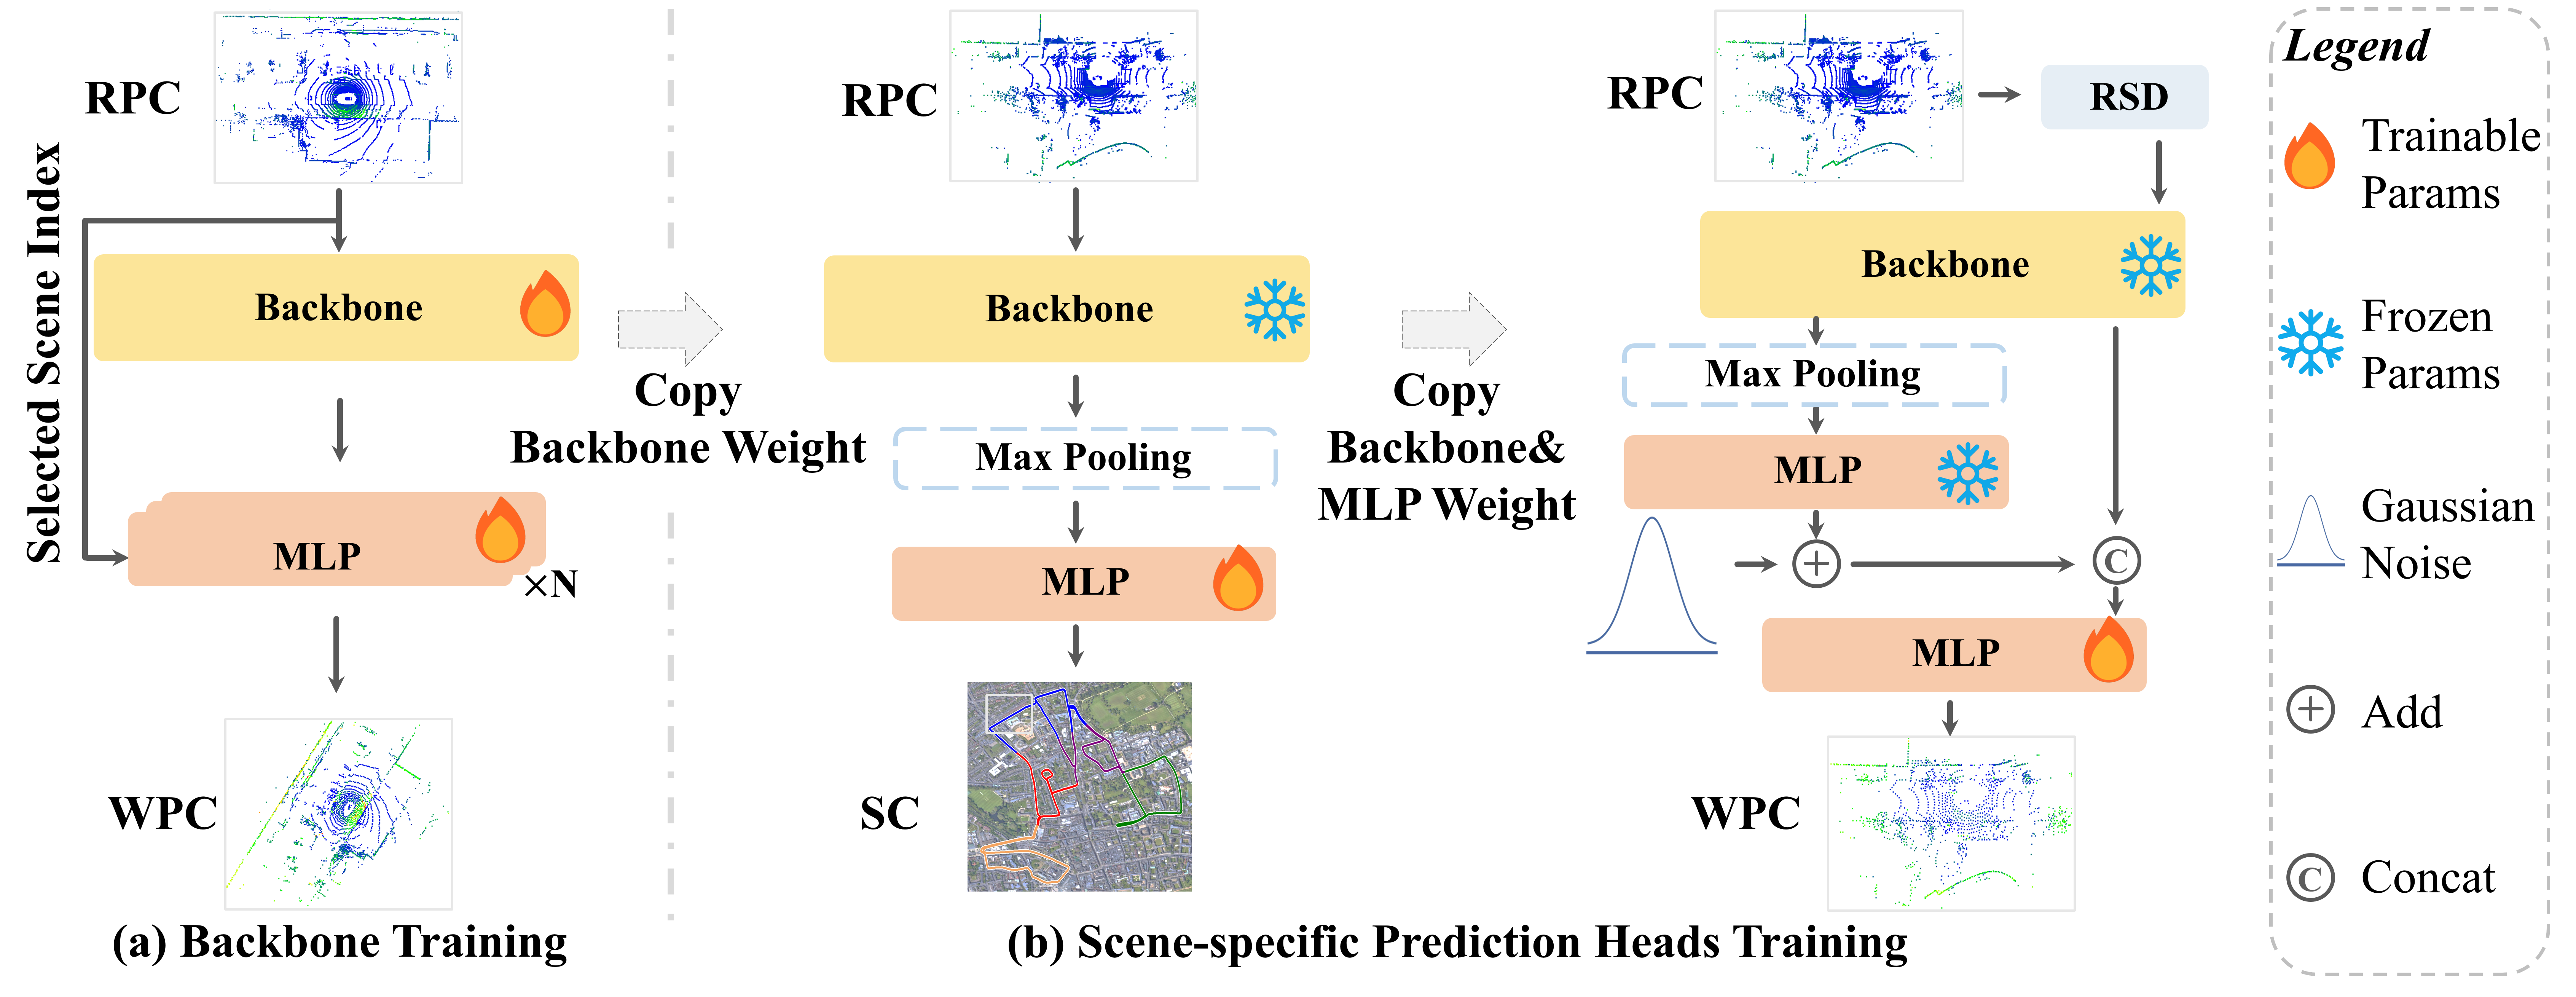 RPC
Selected Scene Index
Backbone
MLP
×N
WPC
(a) Backbone Training
Copy
Backbone Weight
RPC
Backbone
Max Pooling
MLP
SC
Copy
Backbone&
MLP Weight
RPC
RSD
Backbone
Max Pooling
MLP
C
MLP
WPC
(b) Scene-specific Prediction Heads Training
Legend
Trainable
Params
Frozen
Params
Gaussian
Noise
Add
C
Concat